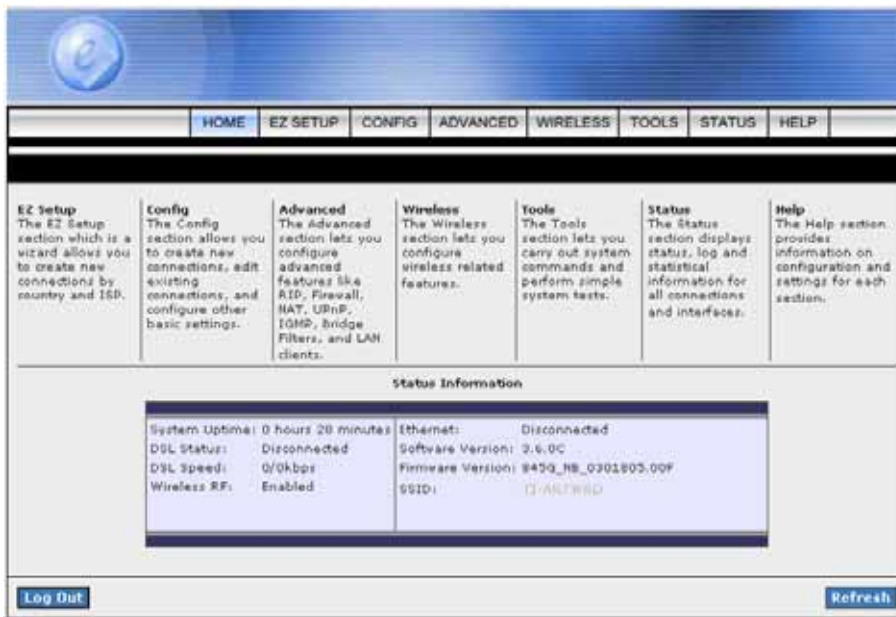 HOME EZ SETUP CONFIG ADVANCED WIRELESS TOOLS STATUS HELP
EZ Setup
The EZ Setup
section which is a
wizard allows you
to create new
connections by
country and ISP.
Config
The Config
section allows you
to create new
connections, edit
existing
connections, and
configure other
basic settings.
Advanced
The Advanced
section lets you
configure
advanced
features like
RIP, Firewall,
NAT, UPnP,
IGMP, Bridge
Filters, and LAN
clients.
Wireless
The Wireless
section lets you
configure
wireless related
features.
Tools
The Tools
section lets you
carry out system
commands and
perform simple
system tests.
Status
The Status
section displays
status, log and
statistical
information for
all connections
and interfaces.
Help
The Help section
provides
information on
configuration and
settings for each
section.
Status Information
System Uptime: 0 hours 20 minutes
DSL Status: Disconnected
DSL Speed: 0/0kbps
Wireless RF: Enabled
Ethernet: Disconnected
Software Version: 3.6.0C
Firmware Version: 845G_NB_0301805.00F
SSID:
Log Out
Refresh